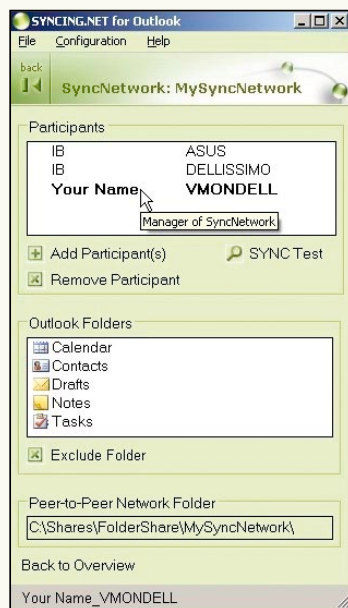 SYNCING.NET for Outlook
File Configuration Help
back
SyncNetwork: MySyncNetwork
Participants
IB ASUS
IB DELLISSIMO
Your Name VMONDELL
Manager of SyncNetwork
Add Participant(s) SYNC Test
Remove Participant
Outlook Folders
Calendar
Contacts
Drafts
Notes
Tasks
Exclude Folder
Peer-to-Peer Network Folder
C:\Shares\FolderShare\MySyncNetwork\
Back to Overview
Your Name_VMONDELL